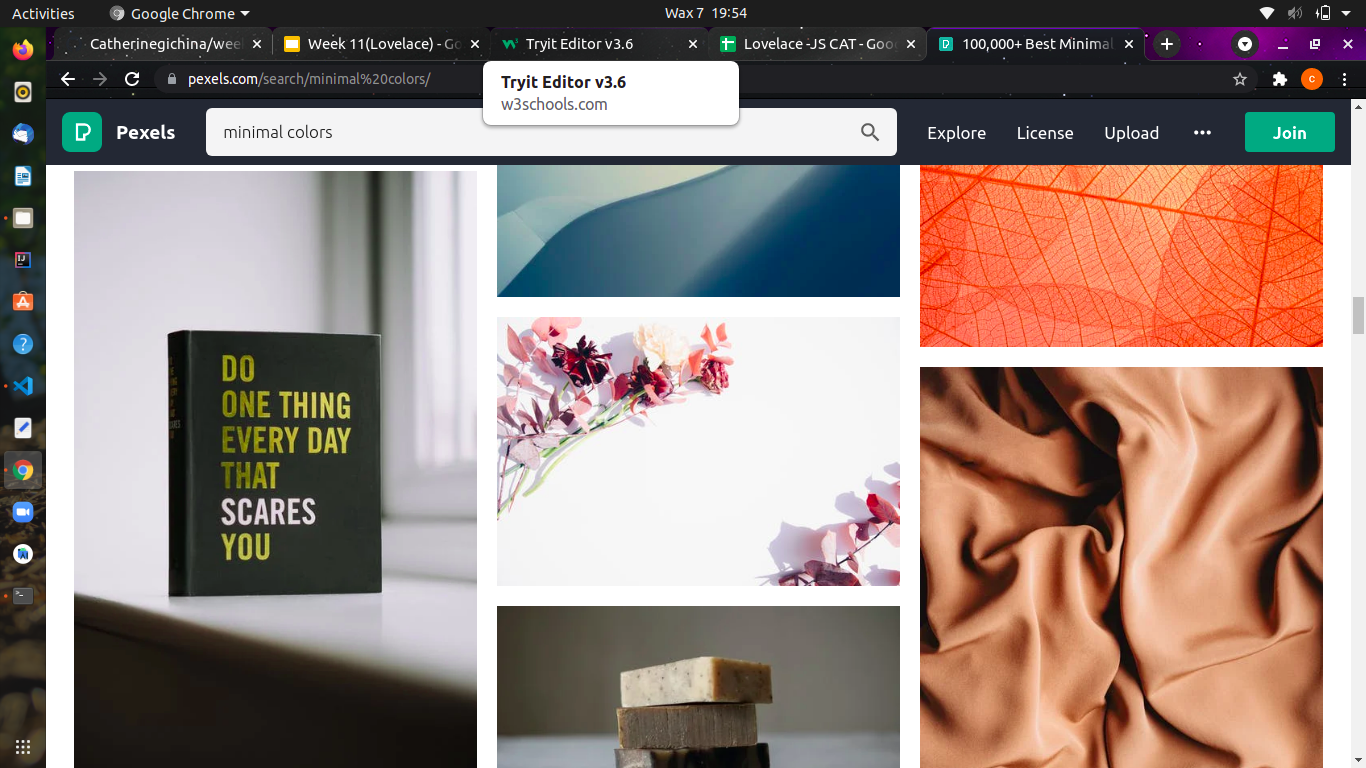 Activities
Google Chrome
Wax 7 19:54
Catherinegichina/wee
Week 11(Lovelace) - Go
Tryit Editor v3.6
Lovelace -JS CAT - Goo
100,000+ Best Minimal
pexels.com/search/minimal%20colors/
c
Tryit Editor v3.6
w3schools.com
Pexels
minimal colors
Explore
License
Upload
Join
DO
ONE THING
EVERY DAY
THAT
SCARES
YOU